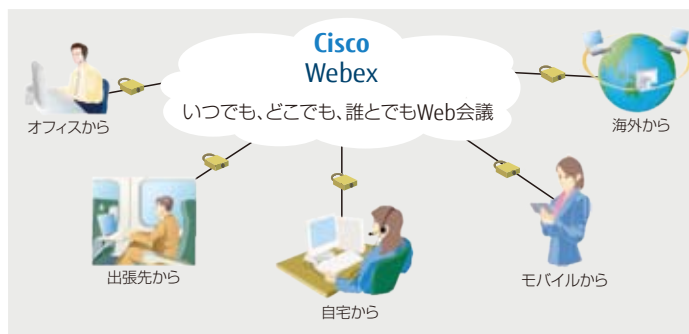 Cisco
Webex
いつでも、どこでも、誰とでもWeb会議
オフィスから
海外から
出張先から
モバイルから
自宅から